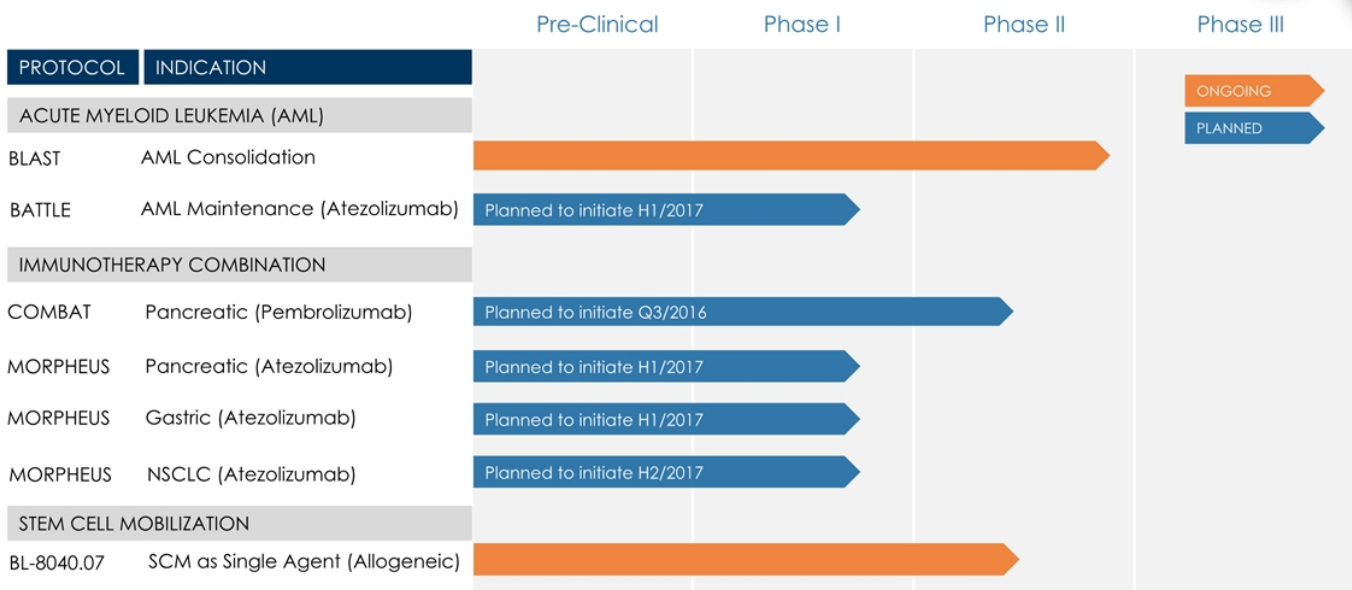 Pre-Clinical Phase I Phase II Phase III
PROTOCOL INDICATION
ONGOING
ACUTE MYELOID LEUKEMIA (AML)
PLANNED
BLAST AML Consolidation
BATTLE AML Maintenance (Atezolizumab) Planned to initiate H1/2017
IMMUNOTHERAPY COMBINATION
COMBAT Pancreatic (Pembrolizumab) Planned to initiate Q3/2016
MORPHEUS Pancreatic (Atezolizumab) Planned to initiate H1/2017
MORPHEUS Gastric (Atezolizumab) Planned to initiate H1/2017
MORPHEUS NSCLC (Atezolizumab) Planned to initiate H2/2017
STEM CELL MOBILIZATION
BL-8040.07 SCM as Single Agent (Allogeneic)